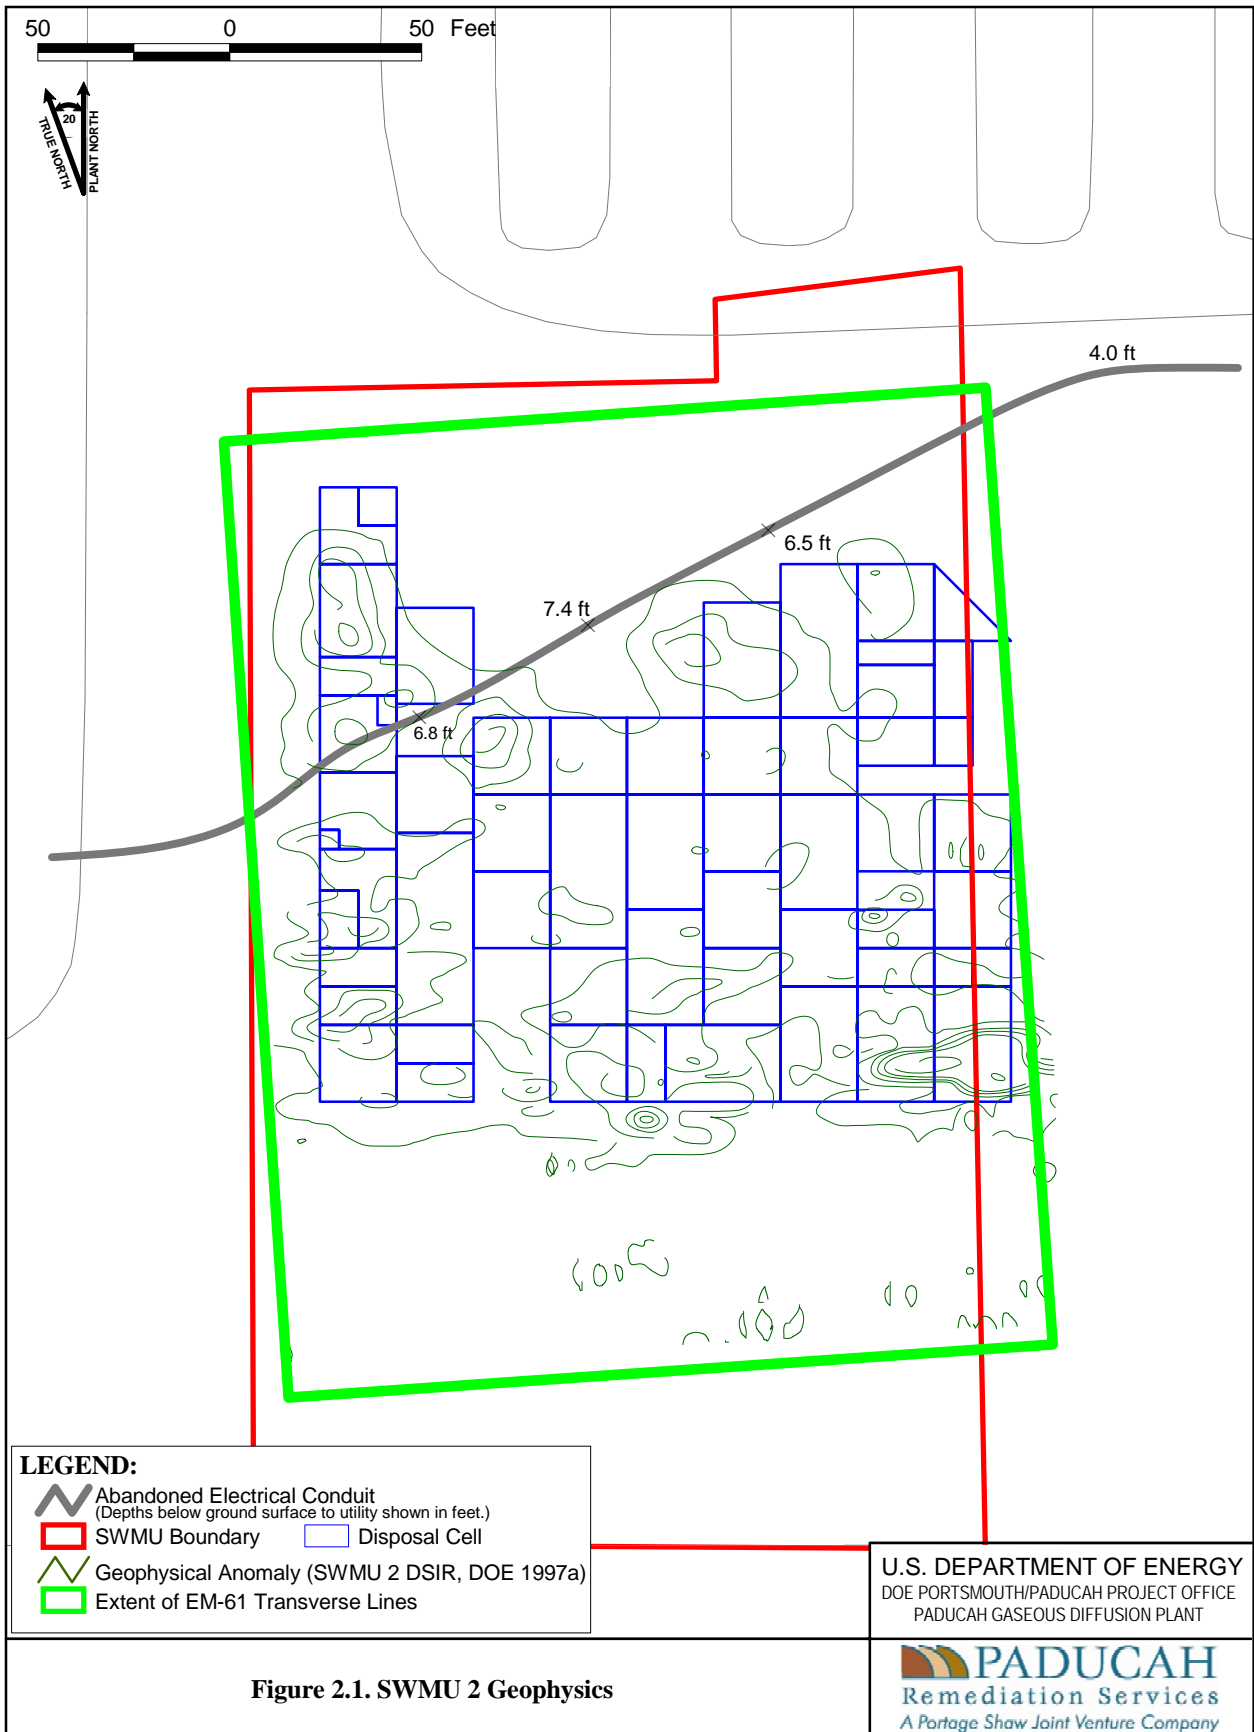 50 0 50 Feet
20
TRUE NORTH
PLANT NORTH
4.0 ft
6.5 ft
7.4 ft
6.8 ft
LEGEND:
Abandoned Electrical Conduit
(Depths below ground surface to utility shown in feet.)
SWMU Boundary Disposal Cell
Geophysical Anomaly (SWMU 2 DSIR, DOE 1997a)
Extent of EM-61 Transverse Lines
U.S. DEPARTMENT OF ENERGY
DOE PORTSMOUTH/PADUCAH PROJECT OFFICE
PADUCAH GASEOUS DIFFUSION PLANT
Figure 2.1. SWMU 2 Geophysics
PADUCAH
Remediation Services
A Portage Shaw Joint Venture Company